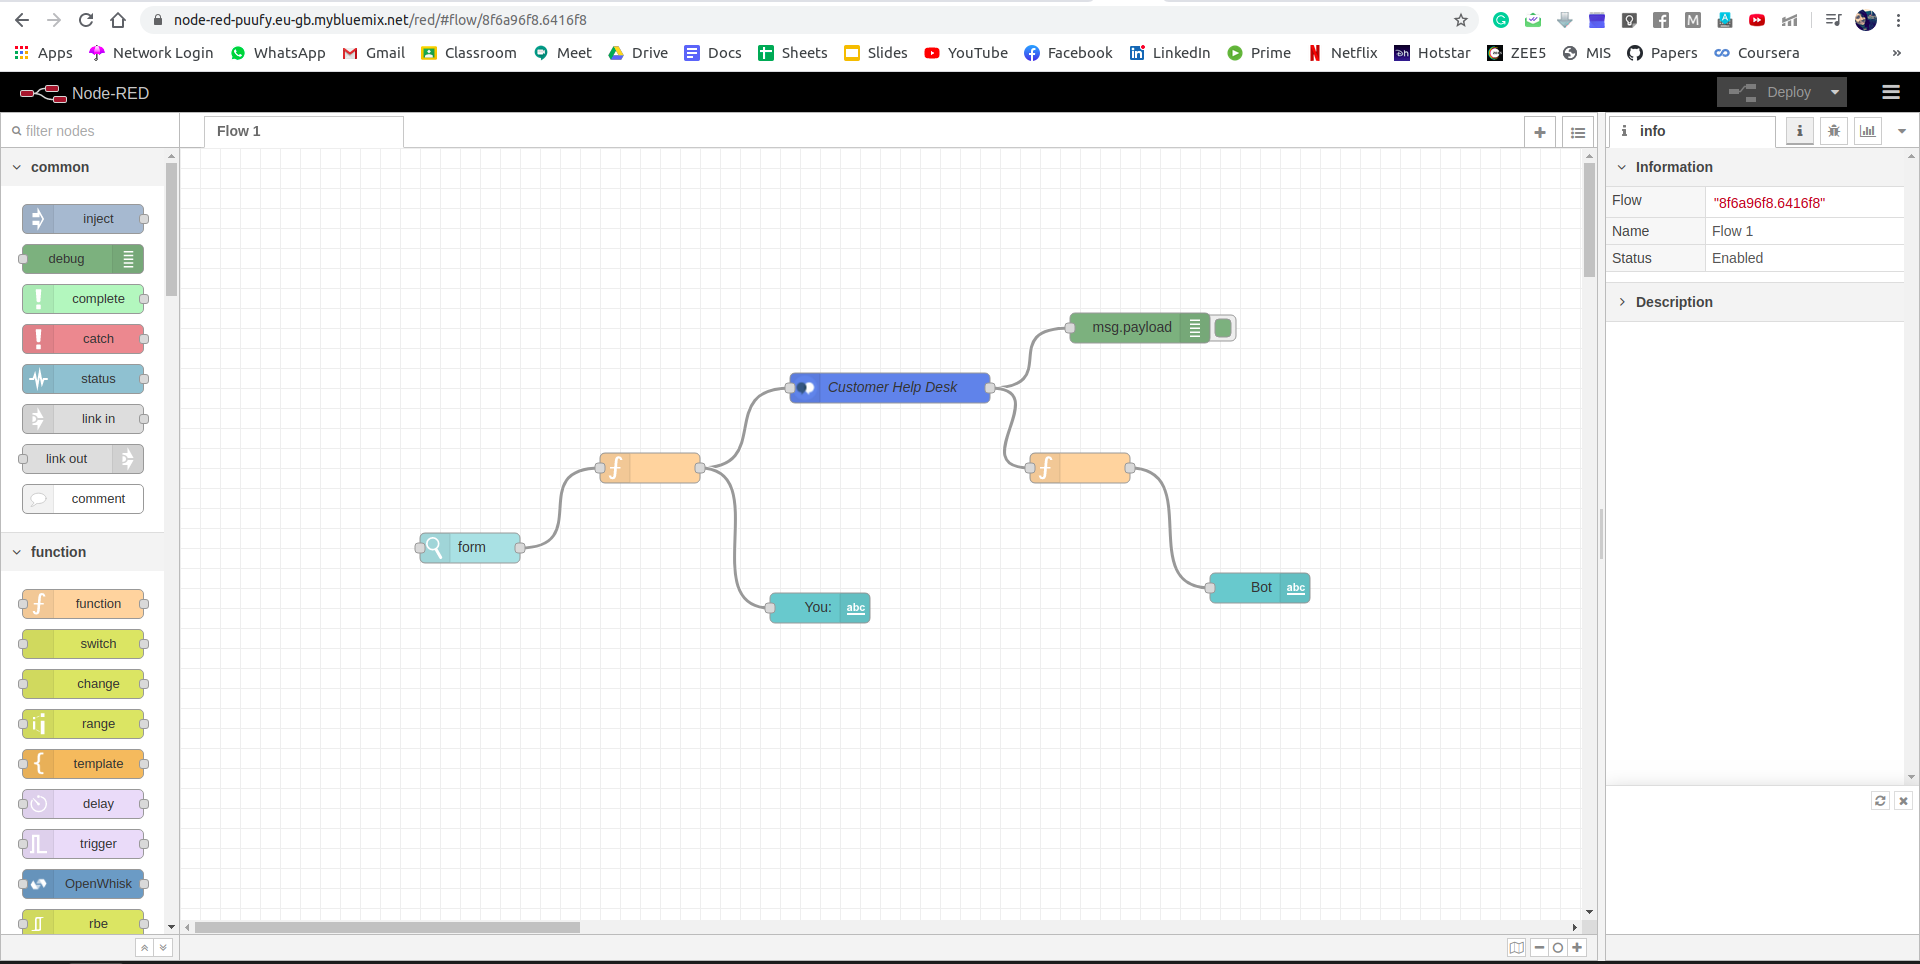 node-red-puufy.eu-gb.mybluemix.net/red/#flow/8f6a96f8.6416f8
Apps Network Login WhatsApp Gmail Classroom Meet Drive Docs Sheets Slides YouTube Facebook LinkedIn Prime Netflix Hotstar ZEE5 MIS Papers Coursera »
Node-RED
Deploy
filter nodes
Flow 1
info
common
inject
debug
complete
catch
status
link in
link out
comment
function
function
switch
change
range
template
delay
trigger
OpenWhisk
rbe
msg.payload
Customer Help Desk
form
You:
abc
Bot
abc
Information
Flow "8f6a96f8.6416f8"
Name Flow 1
Status Enabled
Description